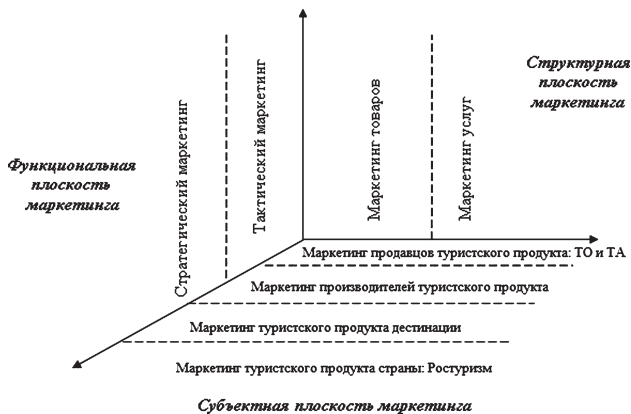 Структурная
плоскость
маркетинга
Функциональная
плоскость
маркетинга
Стратегический маркетинг
Тактический маркетинг
Маркетинг товаров
Маркетинг услуг
Маркетинг продавцов туристского продукта: ТО и ТА
Маркетинг производителей туристского продукта
Маркетинг туристского продукта дестинации
Маркетинг туристского продукта страны: Ростуризм
Субъектная плоскость маркетинга